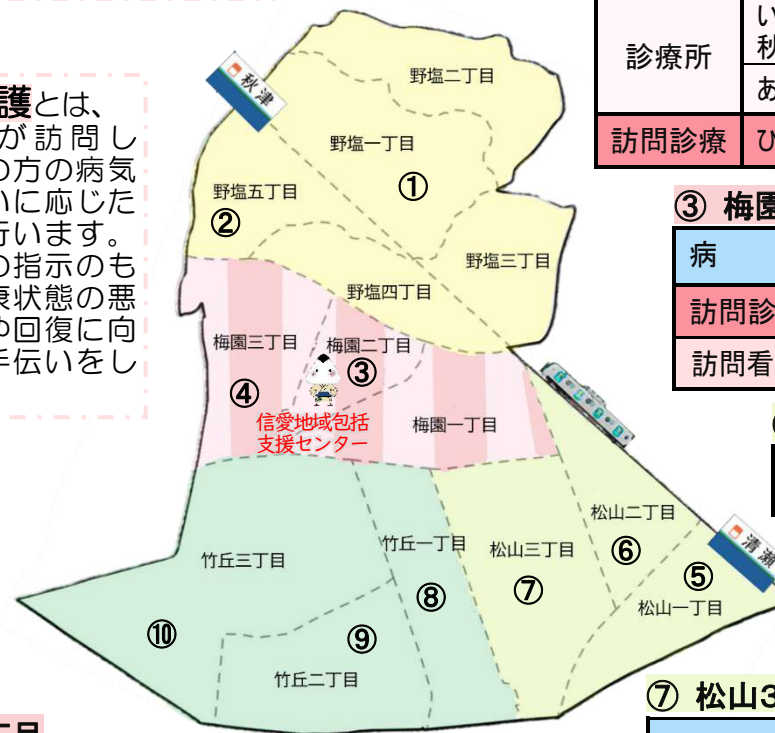 護とは、
が訪問し
の方の病気
いに応じた
行います。
の指示のも
康状態の悪
や回復に向
手伝いをし
秋津
野塩二丁目
野塩一丁目
①
野塩五丁目
②
野塩三丁目
野塩四丁目
梅園三丁目
梅園二丁目
③
④
信愛地域包括
支援センター
梅園一丁目
松山二丁目
⑥
清瀬
⑤
松山一丁目
松山三丁目
⑦
竹丘一丁目
⑧
竹丘三丁目
⑩
⑨
竹丘二丁目
診療所
い
秋
あ
訪問診療
ひ
③ 梅園
病
訪問診
訪問看
⑦ 松山3